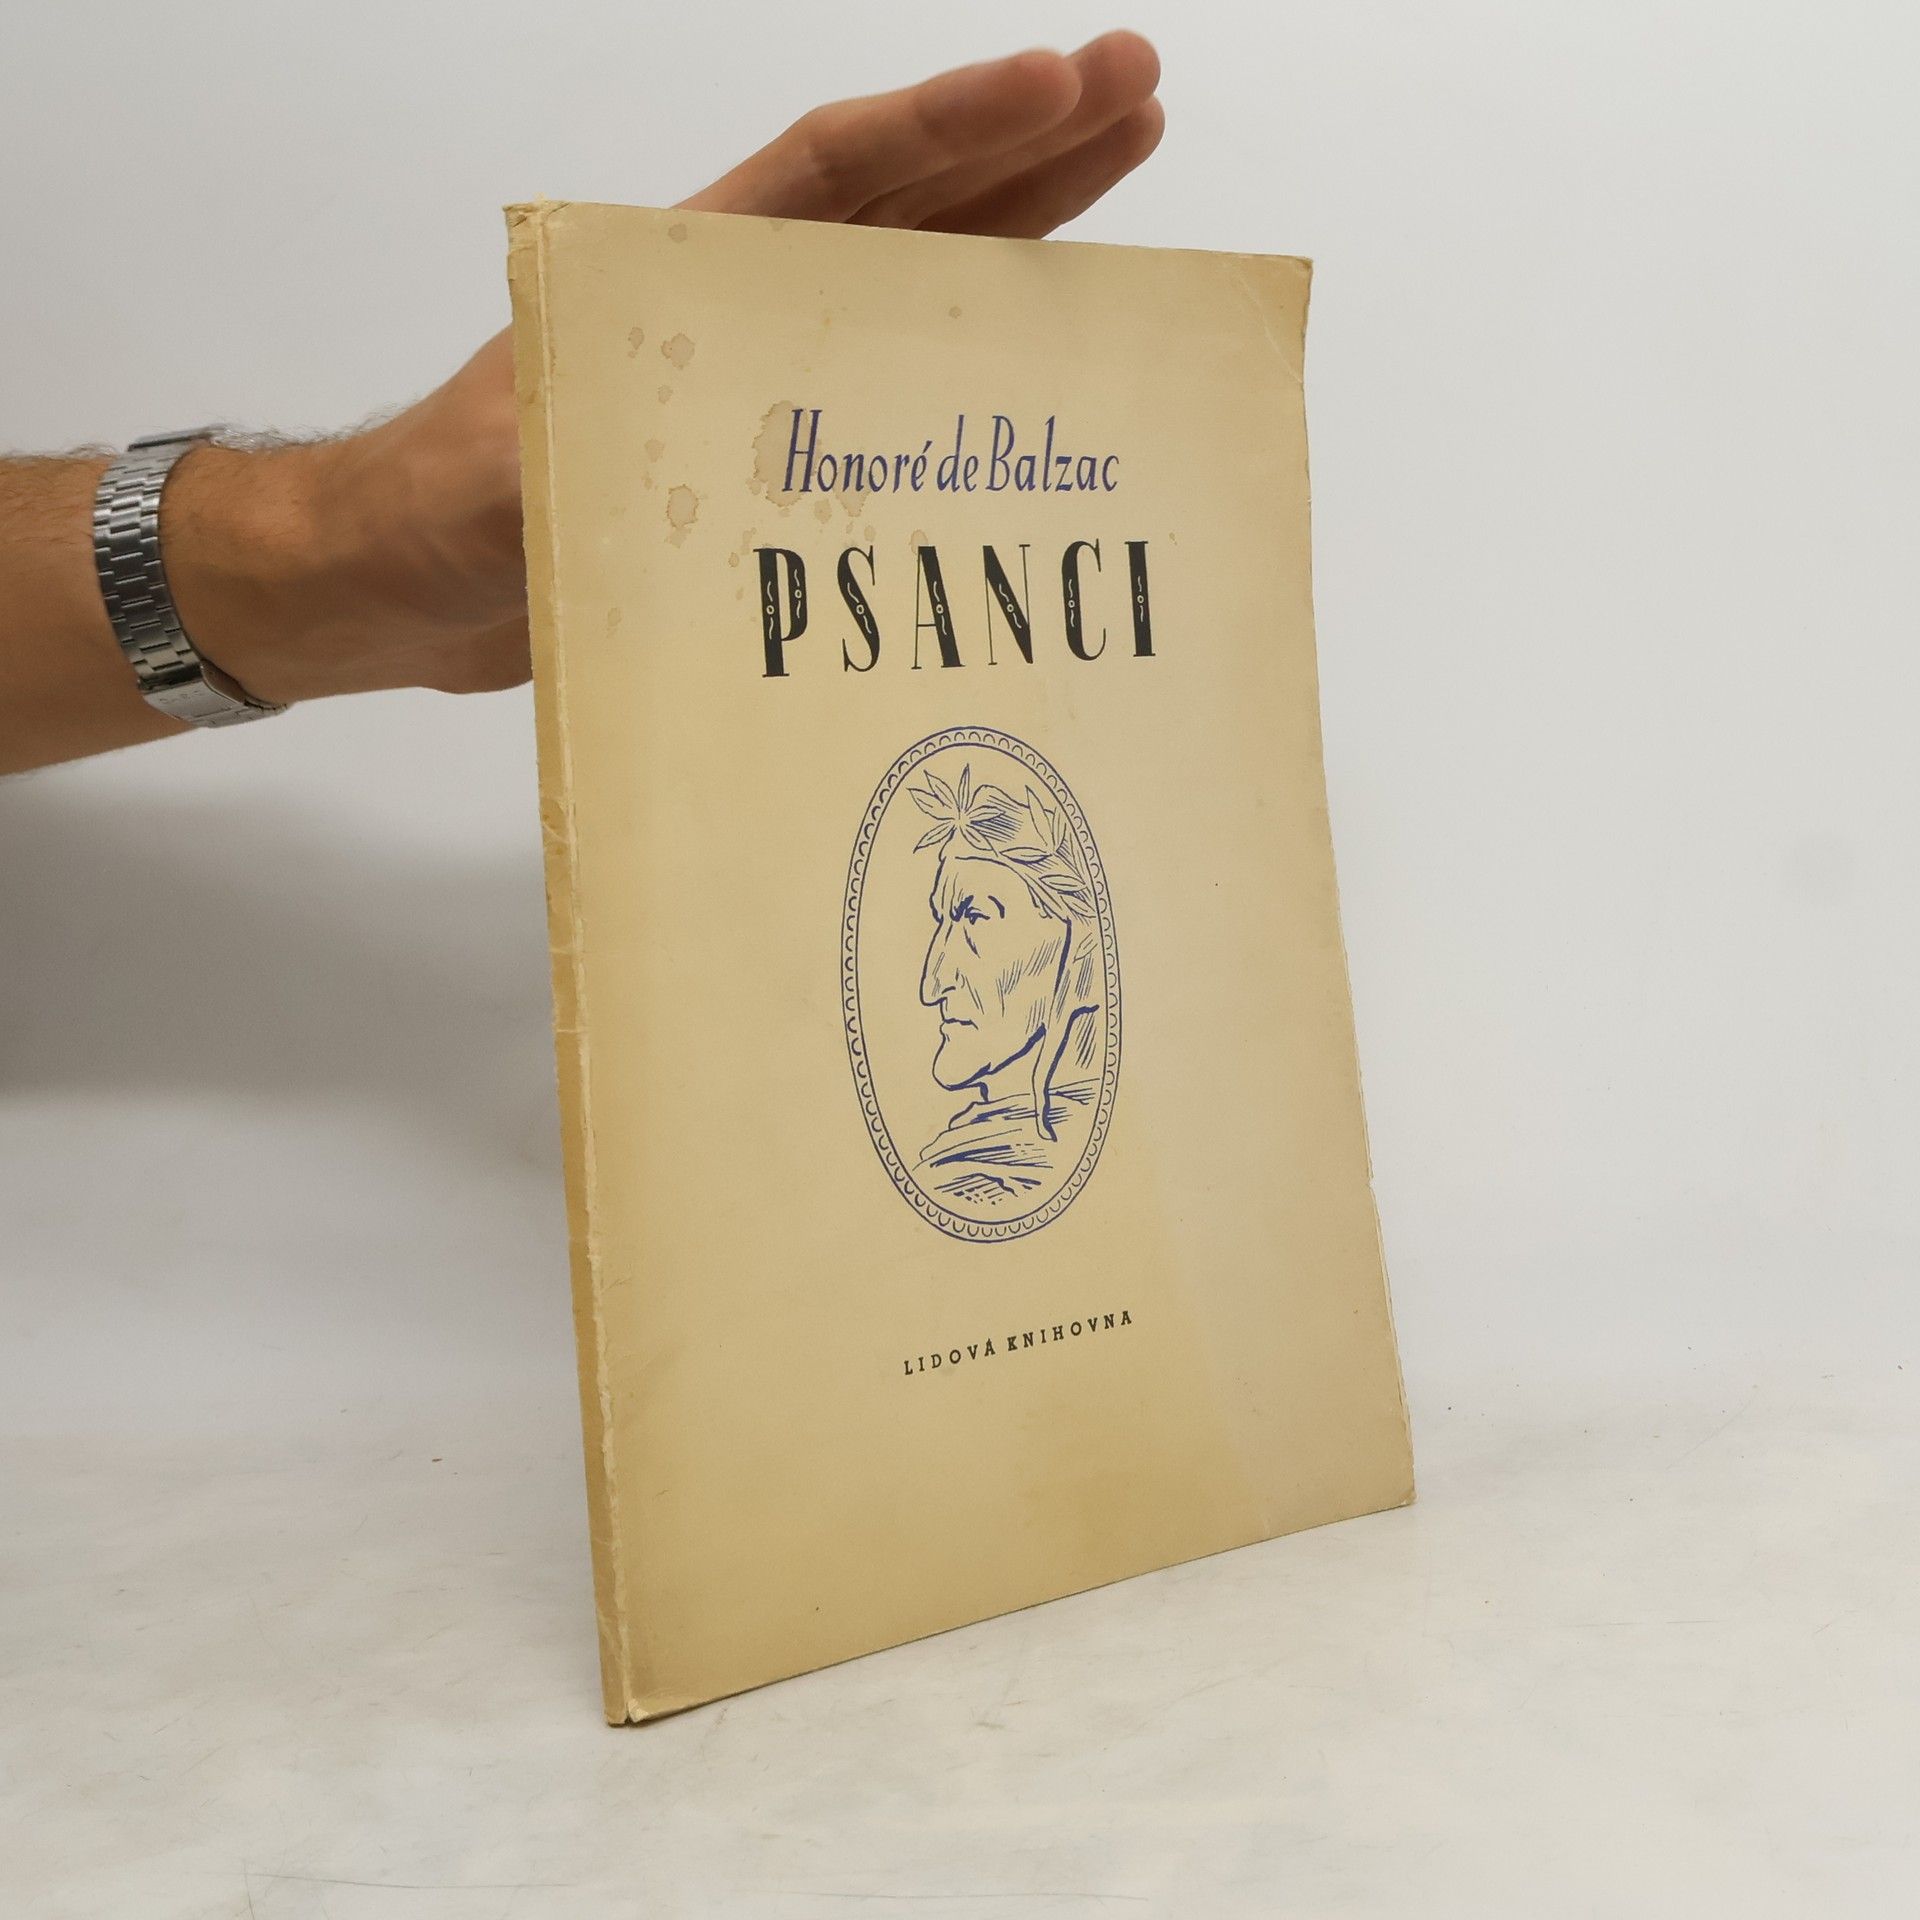 Honoré de Balzac
PSANCI
LIDOVÁ KNIHOVNA